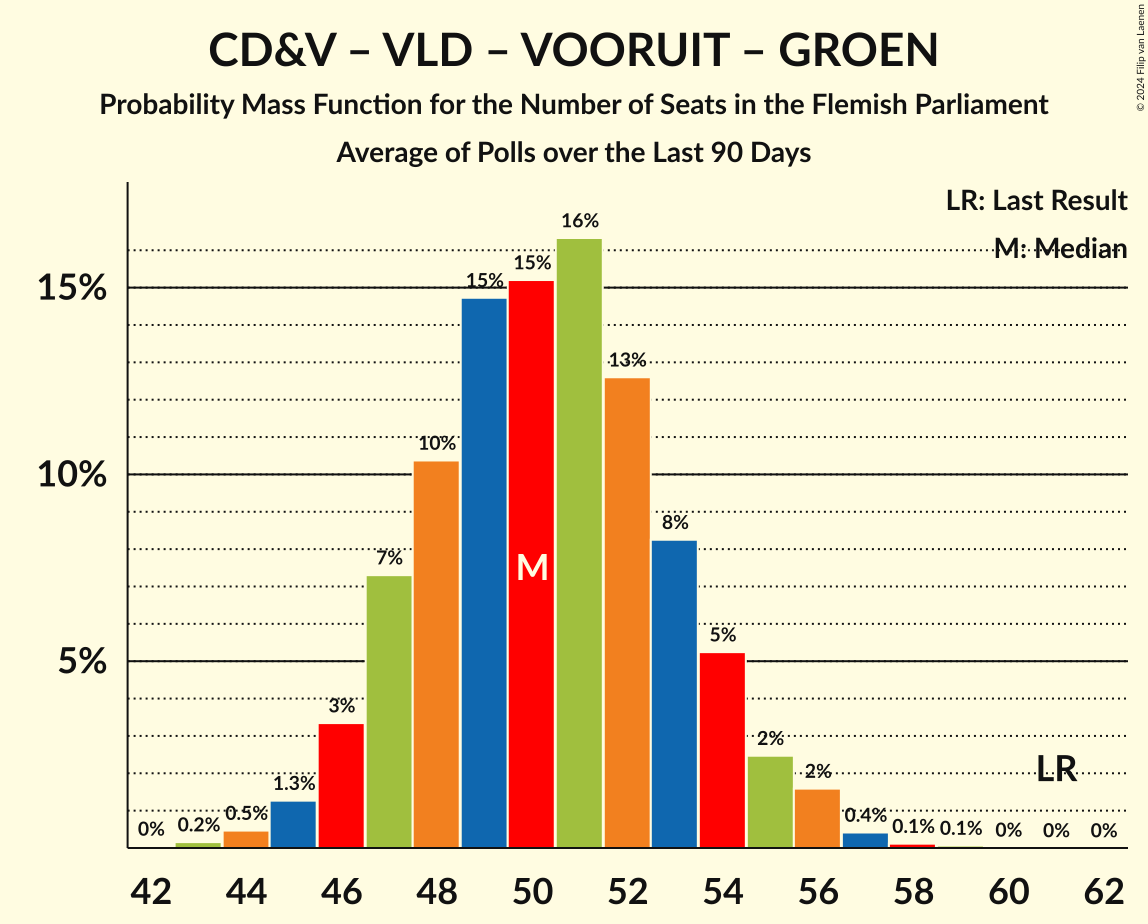 CD&V – VLD – VOORUIT – GROEN
Probability Mass Function for the Number of Seats in the Flemish Parliament
Average of Polls over the Last 90 Days
© 2024 Filip van Laenen
LR: Last Result
M: Median
15%
10%
5%
0%
0.2%
0.5%
1.3%
3%
7%
10%
15%
15%
16%
13%
8%
5%
2%
2%
0.4%
0.1%
0.1%
0%
0%
0%
M
LR
42 44 46 48 50 52 54 56 58 60 62